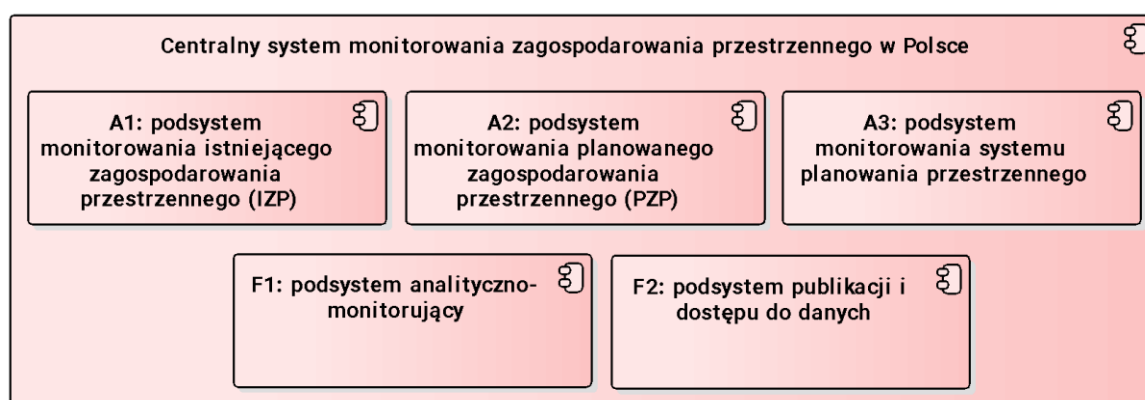 Centralny system monitorowania zagospodarowania przestrzennego w Polsce
A1: podsystem
monitorowania istniejącego
zagospodarowania
przestrzennego (IZP)
A2: podsystem
monitorowania planowanego
zagospodarowania
przestrzennego (PZP)
A3: podsystem
monitorowania systemu
planowania przestrzennego
F1: podsystem analityczno-
monitorujący
F2: podsystem publikacji i
dostępu do danych